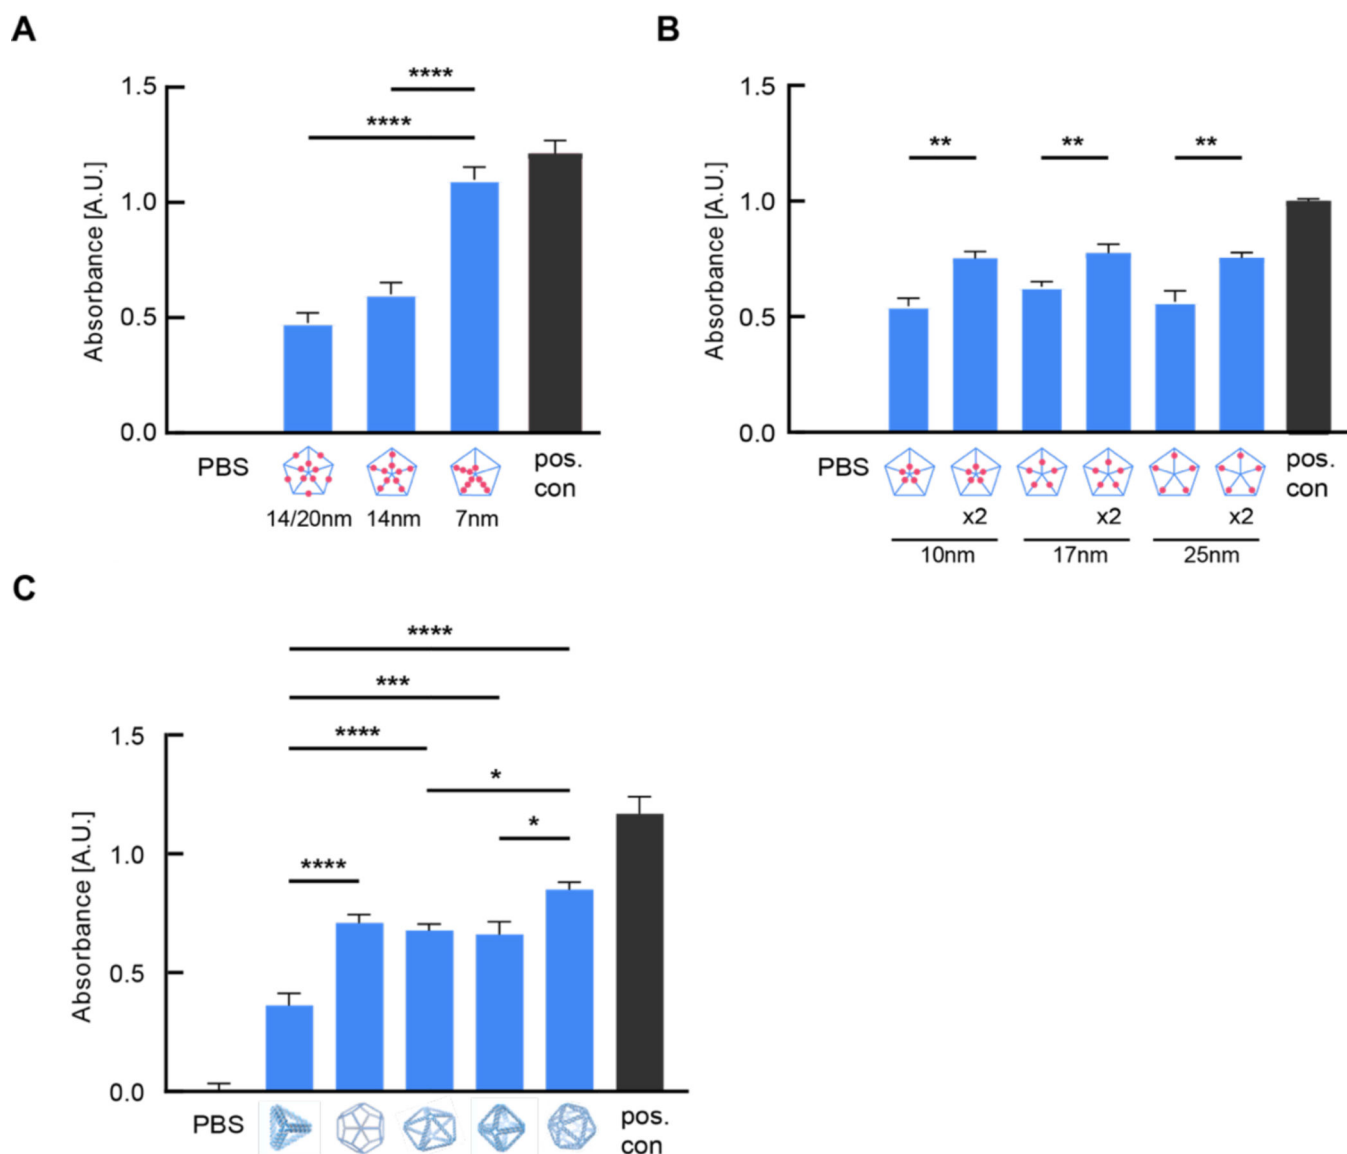 A
****
****
1.5
1.0
0.5
0.0
Absorbance [A.U.]
PBS
pos.
con
14/20nm 14nm 7nm
B
** ** **
1.5
1.0
0.5
0.0
Absorbance [A.U.]
PBS
pos.
con
x2 x2 x2
10nm 17nm 25nm
C
****
***
****
*
*
****
1.5
1.0
0.5
0.0
Absorbance [A.U.]
PBS
pos.
con